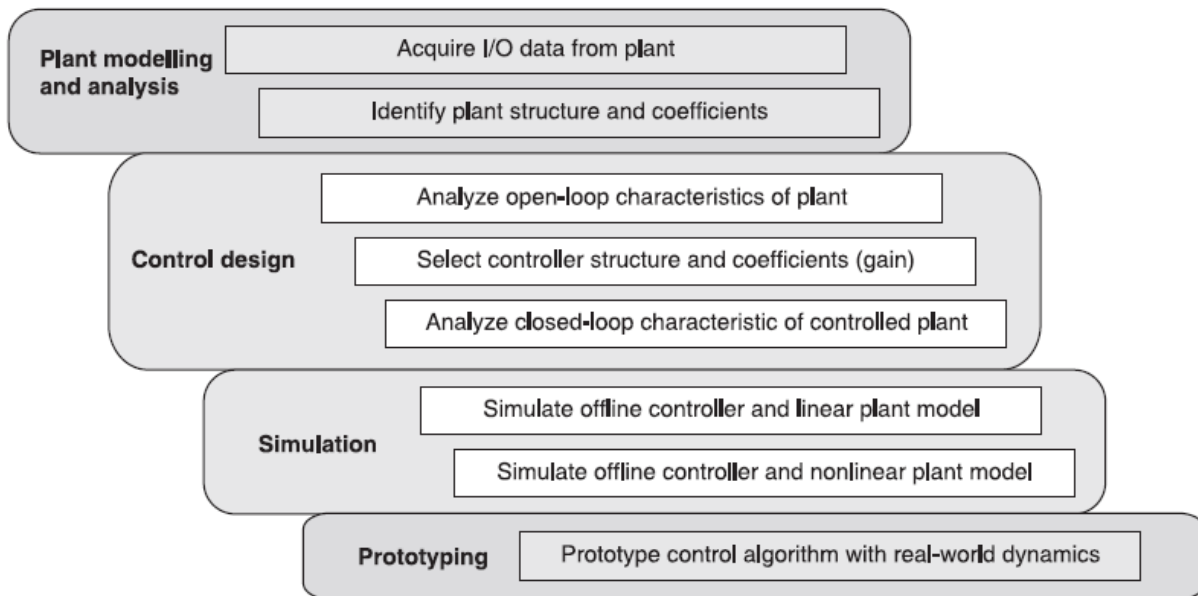 Plant modelling
and analysis
Acquire I/O data from plant
Identify plant structure and coefficients
Control design
Analyze open-loop characteristics of plant
Select controller structure and coefficients (gain)
Analyze closed-loop characteristic of controlled plant
Simulation
Simulate offline controller and linear plant model
Simulate offline controller and nonlinear plant model
Prototyping
Prototype control algorithm with real-world dynamics